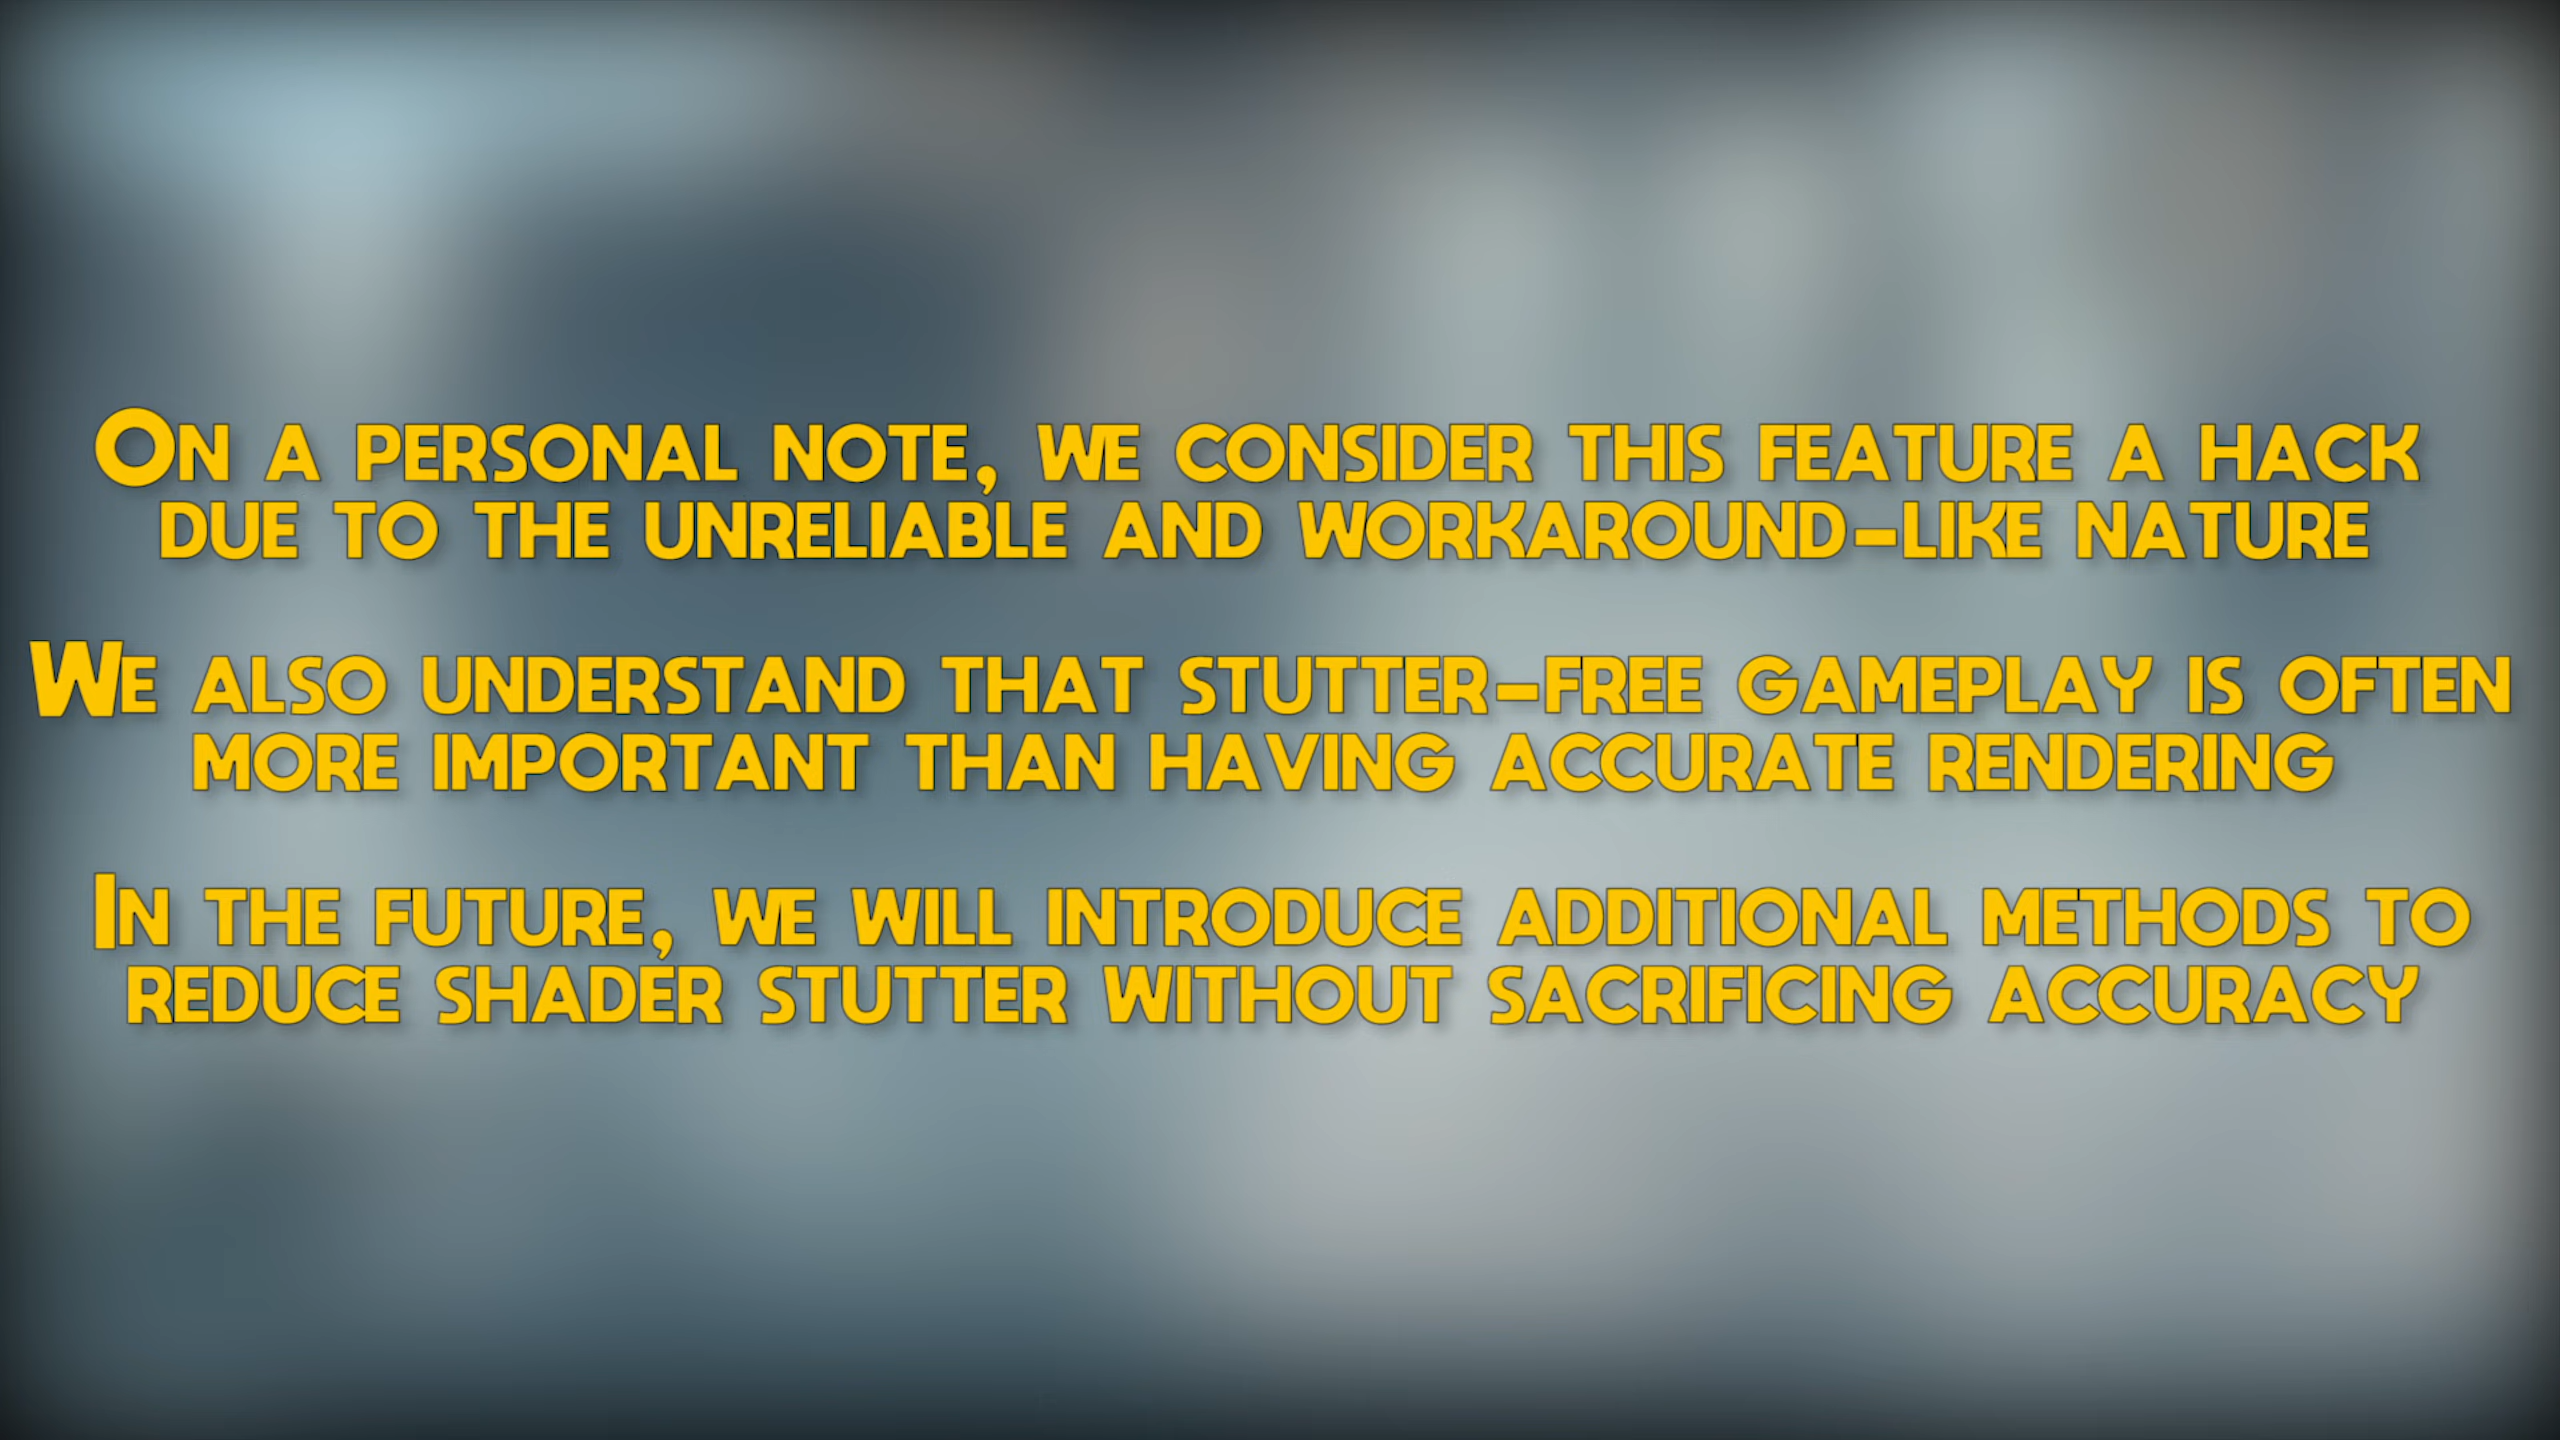 On a personal note, we consider this feature a hack
due to the unreliable and workaround-like nature
We also understand that stutter-free gameplay is often
more important than having accurate rendering
In the future, we will introduce additional methods to
reduce shader stutter without sacrificing accuracy